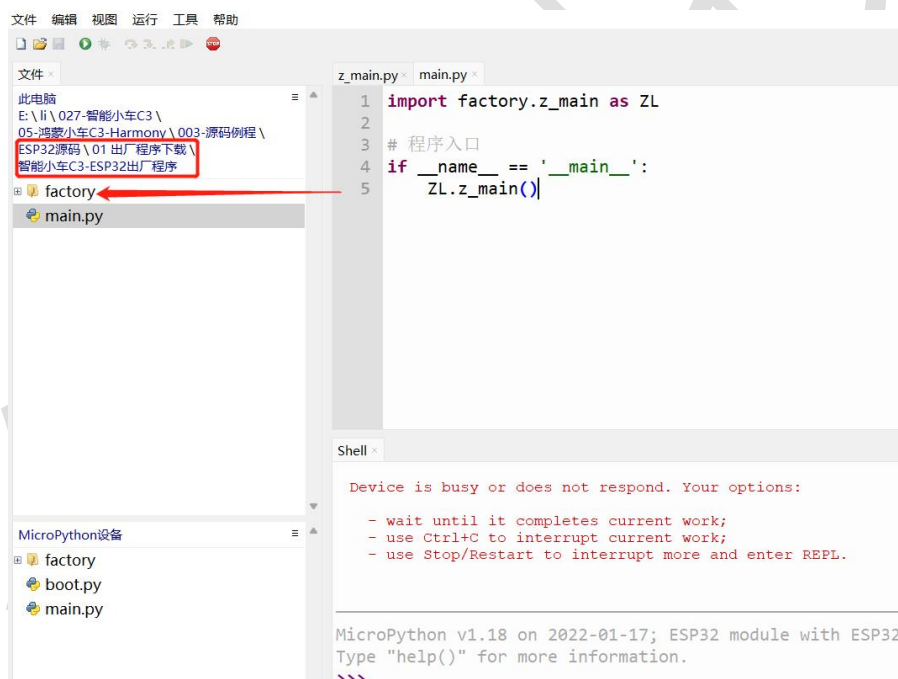 文件 编辑 视图 运行 工具 帮助
STOP
文件 ×
此电脑
E: \ li \ 027-智能小车C3 \
05-鸿蒙小车C3-Harmony \ 003-源码例程 \
ESP32源码 \ 01 出厂程序下载 \
智能小车C3-ESP32出厂程序
factory
main.py
z_main.py × main.py ×
1 import factory.z_main as ZL
2
3 # 程序入口
4 if __name__ == '__main__':
5     ZL.z_main()
Shell ×
Device is busy or does not respond. Your options:
- wait until it completes current work;
- use Ctrl+C to interrupt current work;
- use Stop/Restart to interrupt more and enter REPL.
MicroPython设备
factory
boot.py
main.py
MicroPython v1.18 on 2022-01-17; ESP32 module with ESP32
Type "help()" for more information.
>>>